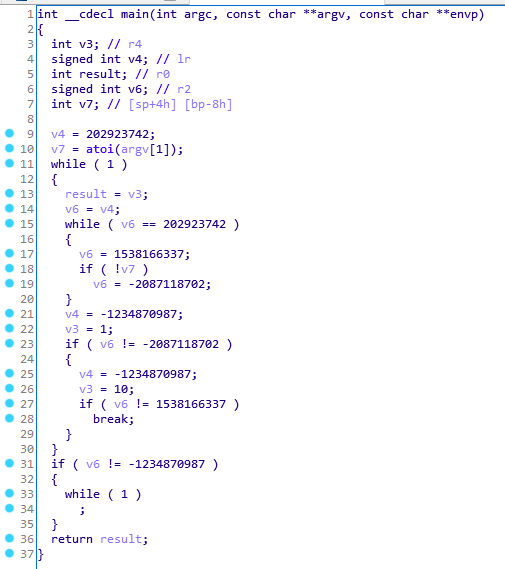 1 int __cdecl main(int argc, const char **argv, const char **envp)
2 {
3 int v3; // r4
4 signed int v4; // lr
5 int result; // r0
6 signed int v6; // r2
7 int v7; // [sp+4h] [bp-8h]
8
9 v4 = 202923742;
10 v7 = atoi(argv[1]);
11 while ( 1 )
12 {
13 result = v3;
14 v6 = v4;
15 while ( v6 == 202923742 )
16 {
17 v6 = 1538166337;
18 if ( !v7 )
19 v6 = -2087118702;
20 }
21 v4 = -1234870987;
22 v3 = 1;
23 if ( v6 != -2087118702 )
24 {
25 v4 = -1234870987;
26 v3 = 10;
27 if ( v6 != 1538166337 )
28 break;
29 }
30 }
31 if ( v6 != -1234870987 )
32 {
33 while ( 1 )
34 ;
35 }
36 return result;
37 }